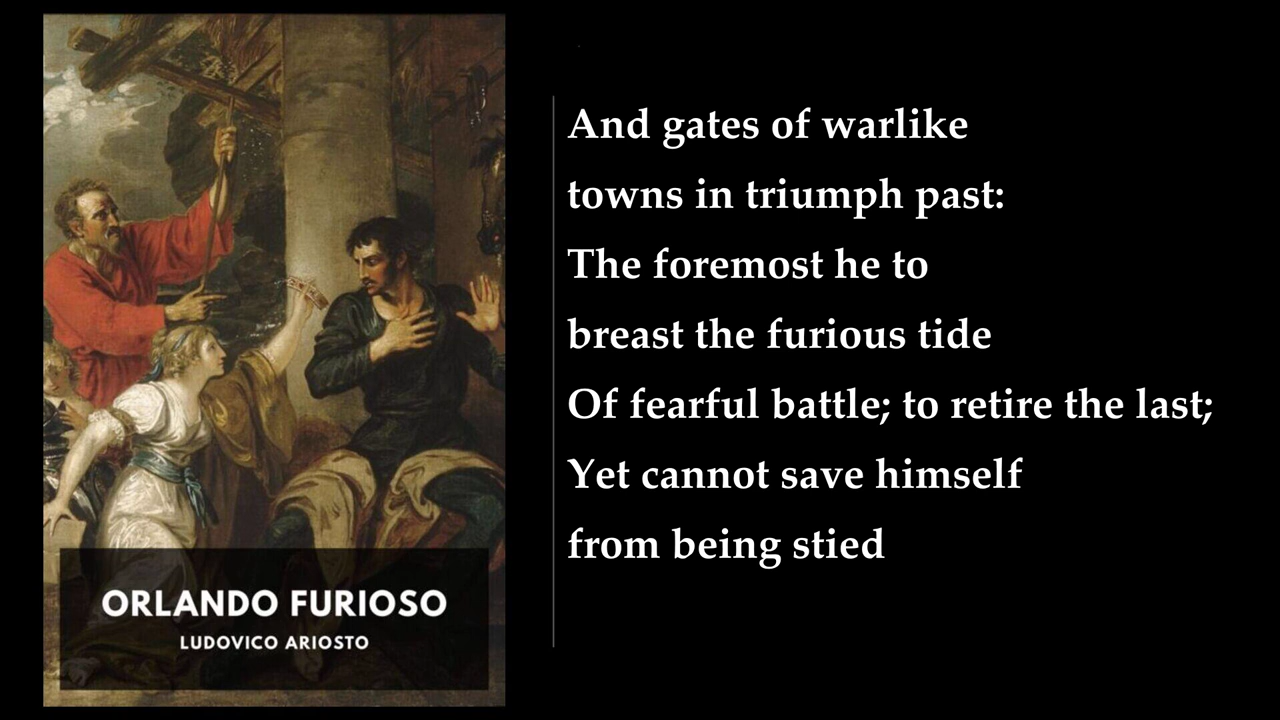 ORLANDO FURIOSO
LUDOVICO ARIOSTO
And gates of warlike
towns in triumph past:
The foremost he to
breast the furious tide
Of fearful battle; to retire the last;
Yet cannot save himself
from being stied